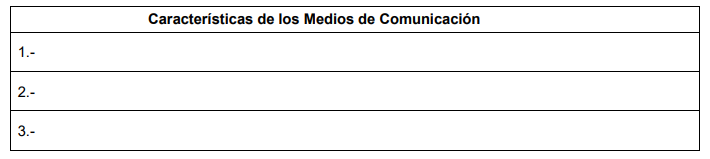 Características de los Medios de Comunicación
1.-
2.-
3.-